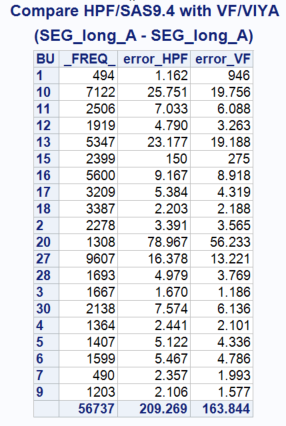 Compare HPF/SAS9.4 with VF/VIYA
(SEG_long_A - SEG_long_A)
BU _FREQ_ error_HPF error_VF
1 494 1.162 946
10 7122 25.751 19.756
11 2506 7.033 6.088
12 1919 4.790 3.263
13 5347 23.177 19.188
15 2399 150 275
16 5600 9.167 8.918
17 3209 5.384 4.319
18 3387 2.203 2.188
2 2278 3.391 3.565
20 1308 78.967 56.233
27 9607 16.378 13.221
28 1693 4.979 3.769
3 1667 1.670 1.186
30 2138 7.574 6.136
4 1364 2.441 2.101
5 1407 5.122 4.336
6 1599 5.467 4.786
7 490 2.357 1.993
9 1203 2.106 1.577
56737 209.269 163.844